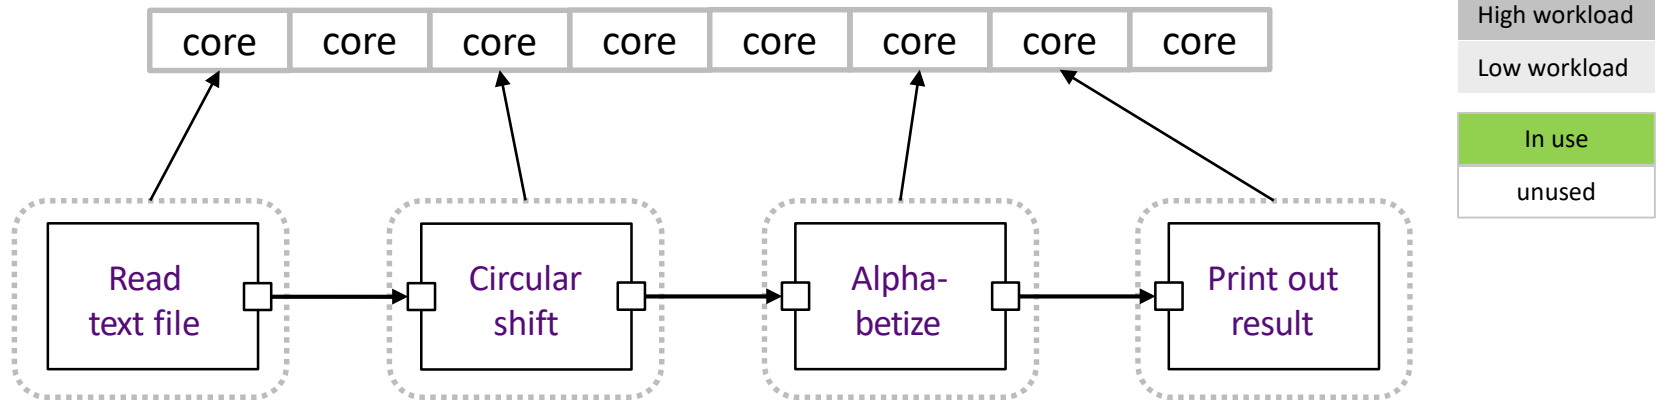 core core core core core core core core
High workload
Low workload
In use
unused
Read
text file
Circular
shift
Alpha-
betize
Print out
result